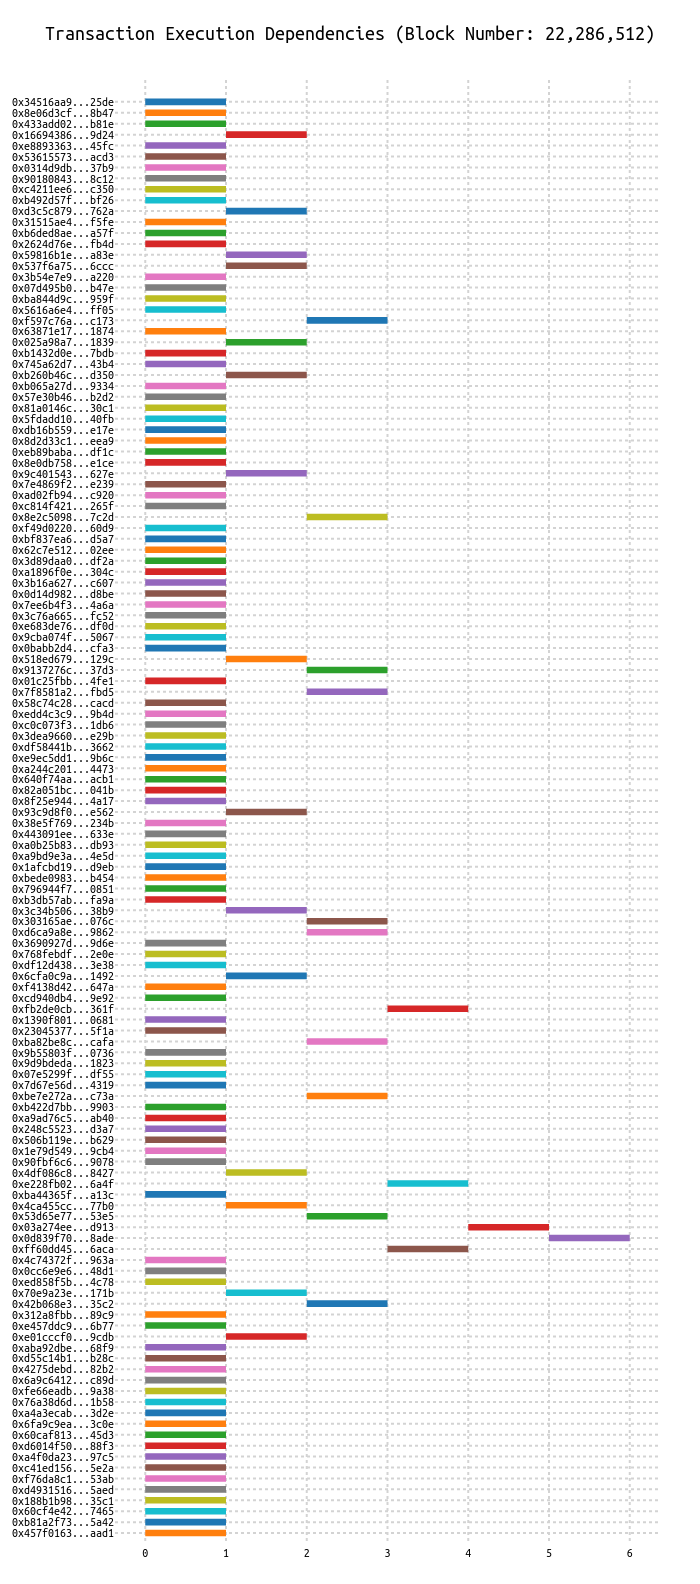 Transaction Execution Dependencies (Block Number: 22,286,512)
0x34516aa9...25de
0x8e06d3cf...8b47
0x433add02...b81e
0x16694386...9d24
0xe8893363...45fc
0x53615573...acd3
0x0314d9db...37b9
0x90180843...8c12
0xc4211ee6...c350
0xb492d57f...bf26
0xd3c5c879...762a
0x31515ae4...f5fe
0xb6ded8ae...a57f
0x2624d76e...fb4d
0x59816b1e...a83e
0x537f6a75...6ccc
0x3b54e7e9...a220
0x07d495b0...b47e
0xba844d9c...959f
0x5616a6e4...ff05
0xf597c76a...c173
0x63871e17...1874
0x025a98a7...1839
0xb1432d0e...7bdb
0x745a62d7...43b4
0xb260b46c...d350
0xb065a27d...9334
0x57e30b46...b2d2
0x81a0146c...30c1
0x5fdadd10...40fb
0xdb16b559...e17e
0x8d2d33c1...eea9
0xeb89baba...df1c
0x8e0db758...e1ce
0x9c401543...627e
0x7e4869f2...e239
0xad02fb94...c920
0xc814f421...265f
0x8e2c5098...7c2d
0xf49d0220...60d9
0xbf837ea6...d5a7
0x62c7e512...02ee
0x3d89daa0...df2a
0xa1896f0e...304c
0x3b16a627...c607
0x0d14d982...d8be
0x7ee6b4f3...4a6a
0x3c76a665...fc52
0xe683de76...df0d
0x9cba074f...5067
0x0babb2d4...cfa3
0x518ed679...129c
0x9137276c...37d3
0x01c25fbb...4fe1
0x7f8581a2...fbd5
0x58c74c28...cacd
0xedd4c3c9...9b4d
0xc0c073f3...1db6
0x3dea9660...e29b
0xdf58441b...3662
0xe9ec5dd1...9b6c
0xa244c201...4473
0x640f74aa...acb1
0x82a051bc...041b
0x8f25e944...4a17
0x93c9d8f0...e562
0x38e5f769...234b
0x443091ee...633e
0xa0b25b83...db93
0xa9bd9e3a...4e5d
0x1afcbd19...d9eb
0xbede0983...b454
0x796944f7...0851
0xb3db57ab...fa9a
0x3c34b506...38b9
0x303165ae...076c
0xd6ca9a8e...9862
0x3690927d...9d6e
0x768febdf...2e0e
0xdf12d438...3e38
0x6cfa0c9a...1492
0xf4138d42...647a
0xcd940db4...9e92
0xfb2de0cb...361f
0x1390f801...0681
0x23045377...5f1a
0xba82be8c...cafa
0x9b55803f...0736
0x9d9bdeda...1823
0x07e5299f...df55
0x7d67e56d...4319
0xbe7e272a...c73a
0xb422d7bb...9903
0xa9ad76c5...ab40
0x248c5523...d3a7
0x506b119e...b629
0x1e79d549...9cb4
0x90fbf6c6...9078
0x4df086c8...8427
0xe228fb02...6a4f
0xba44365f...a13c
0x4ca455cc...77b0
0x53d65e77...53e5
0x03a274ee...d913
0x0d839f70...8ade
0xff60dd45...6aca
0x4c74372f...963a
0x0cc6e9e6...48d1
0xed858f5b...4c78
0x70e9a23e...171b
0x42b068e3...35c2
0x312a8fbb...89c9
0xe457ddc9...6b77
0xe01cccf0...9cdb
0xaba92dbe...68f9
0xd55c14b1...b28c
0x4275debd...82b2
0x6a9c6412...c89d
0xfe66eadb...9a38
0x76a38d6d...1b58
0xa4a3ecab...3d2e
0x6fa9c9ea...3c0e
0x60caf813...45d3
0xd6014f50...88f3
0xa4f0da23...97c5
0xc41ed156...5e2a
0xf76da8c1...53ab
0xd4931516...5aed
0x188b1b98...35c1
0x60cf4e42...7465
0xb81a2f73...5a42
0x457f0163...aad1
0 1 2 3 4 5 6